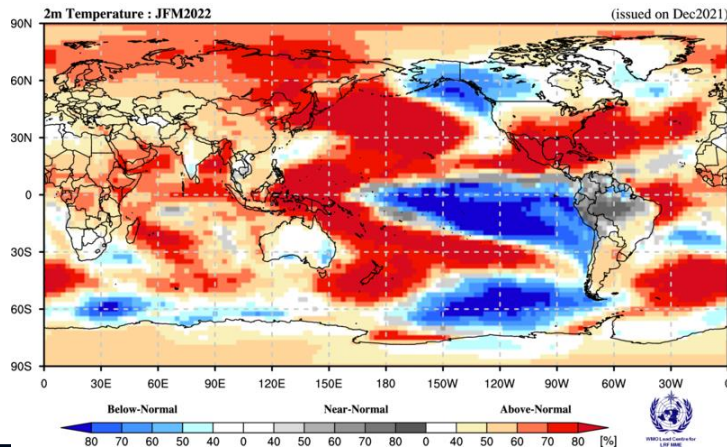 2m Temperature : JFM2022 (issued on Dec2021)
90N
60N
30N
0
30S
60S
90S
0 30E 60E 90E 120E 150E 180 150W 120W 90W 60W 30W 0
Below-Normal Near-Normal Above-Normal
80 70 60 50 40 0 40 50 60 70 80 0 40 50 60 70 80 [%]
WMO Lead Centre for
LRF MME